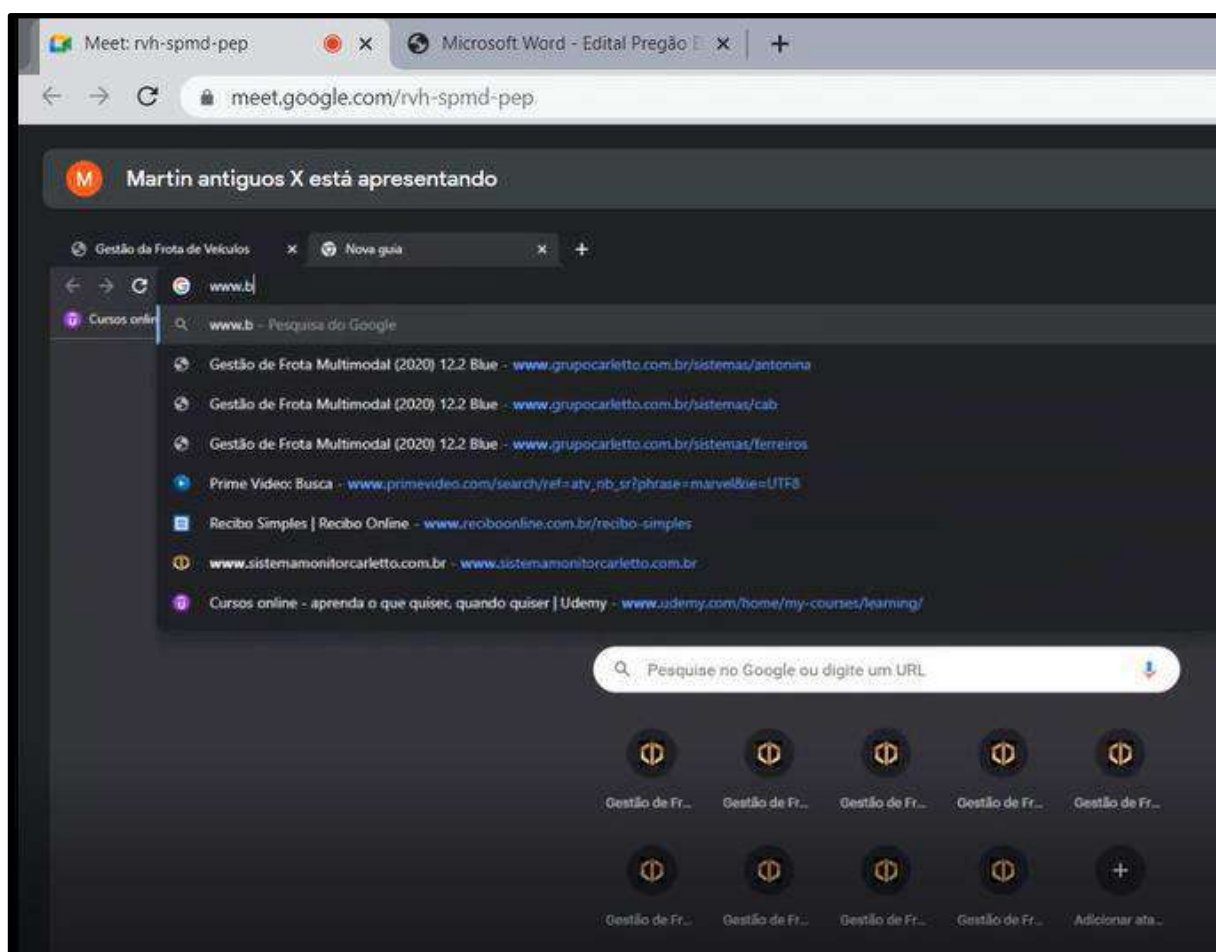 Meet: rvh-spmd-pep
Microsoft Word - Edital Pregão E
meet.google.com/rvh-spmd-pep
M Martin antiguos X está apresentando
Gestão da Frota de Veículos
Nova guia
www.b
Cursos onlin
www.b - Pesquisa do Google
Gestão de Frota Multimodal (2020) 12.2 Blue - www.grupocarletto.com.br/sistemas/antonina
Gestão de Frota Multimodal (2020) 12.2 Blue - www.grupocarletto.com.br/sistemas/cab
Gestão de Frota Multimodal (2020) 12.2 Blue - www.grupocarletto.com.br/sistemas/ferreiros
Prime Video: Busca - www.primevideo.com/search/ref=atv_nb_sr?phrase=marvel&ie=UTF8
Recibo Simples | Recibo Online - www.reciboonline.com.br/recibo-simples
www.sistemamonitorcarletto.com.br - www.sistemamonitorcarletto.com.br
Cursos online - aprenda o que quiser, quando quiser | Udemy - www.udemy.com/home/my-courses/learning/
Pesquise no Google ou digite um URL
Gestão de Fr... Gestão de Fr... Gestão de Fr... Gestão de Fr... Gestão de Fr...
Gestão de Fr... Gestão de Fr... Gestão de Fr... Gestão de Fr... Adicionar ata...